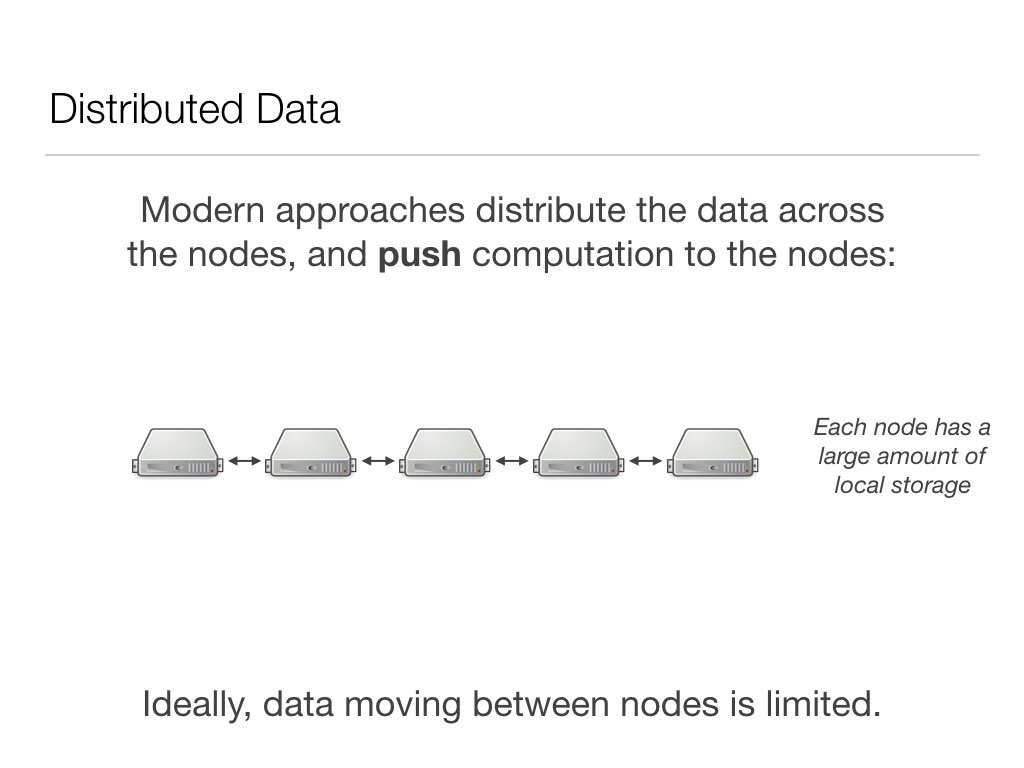 Distributed Data
Modern approaches distribute the data across
the nodes, and push computation to the nodes:
Each node has a
large amount of
local storage
Ideally, data moving between nodes is limited.